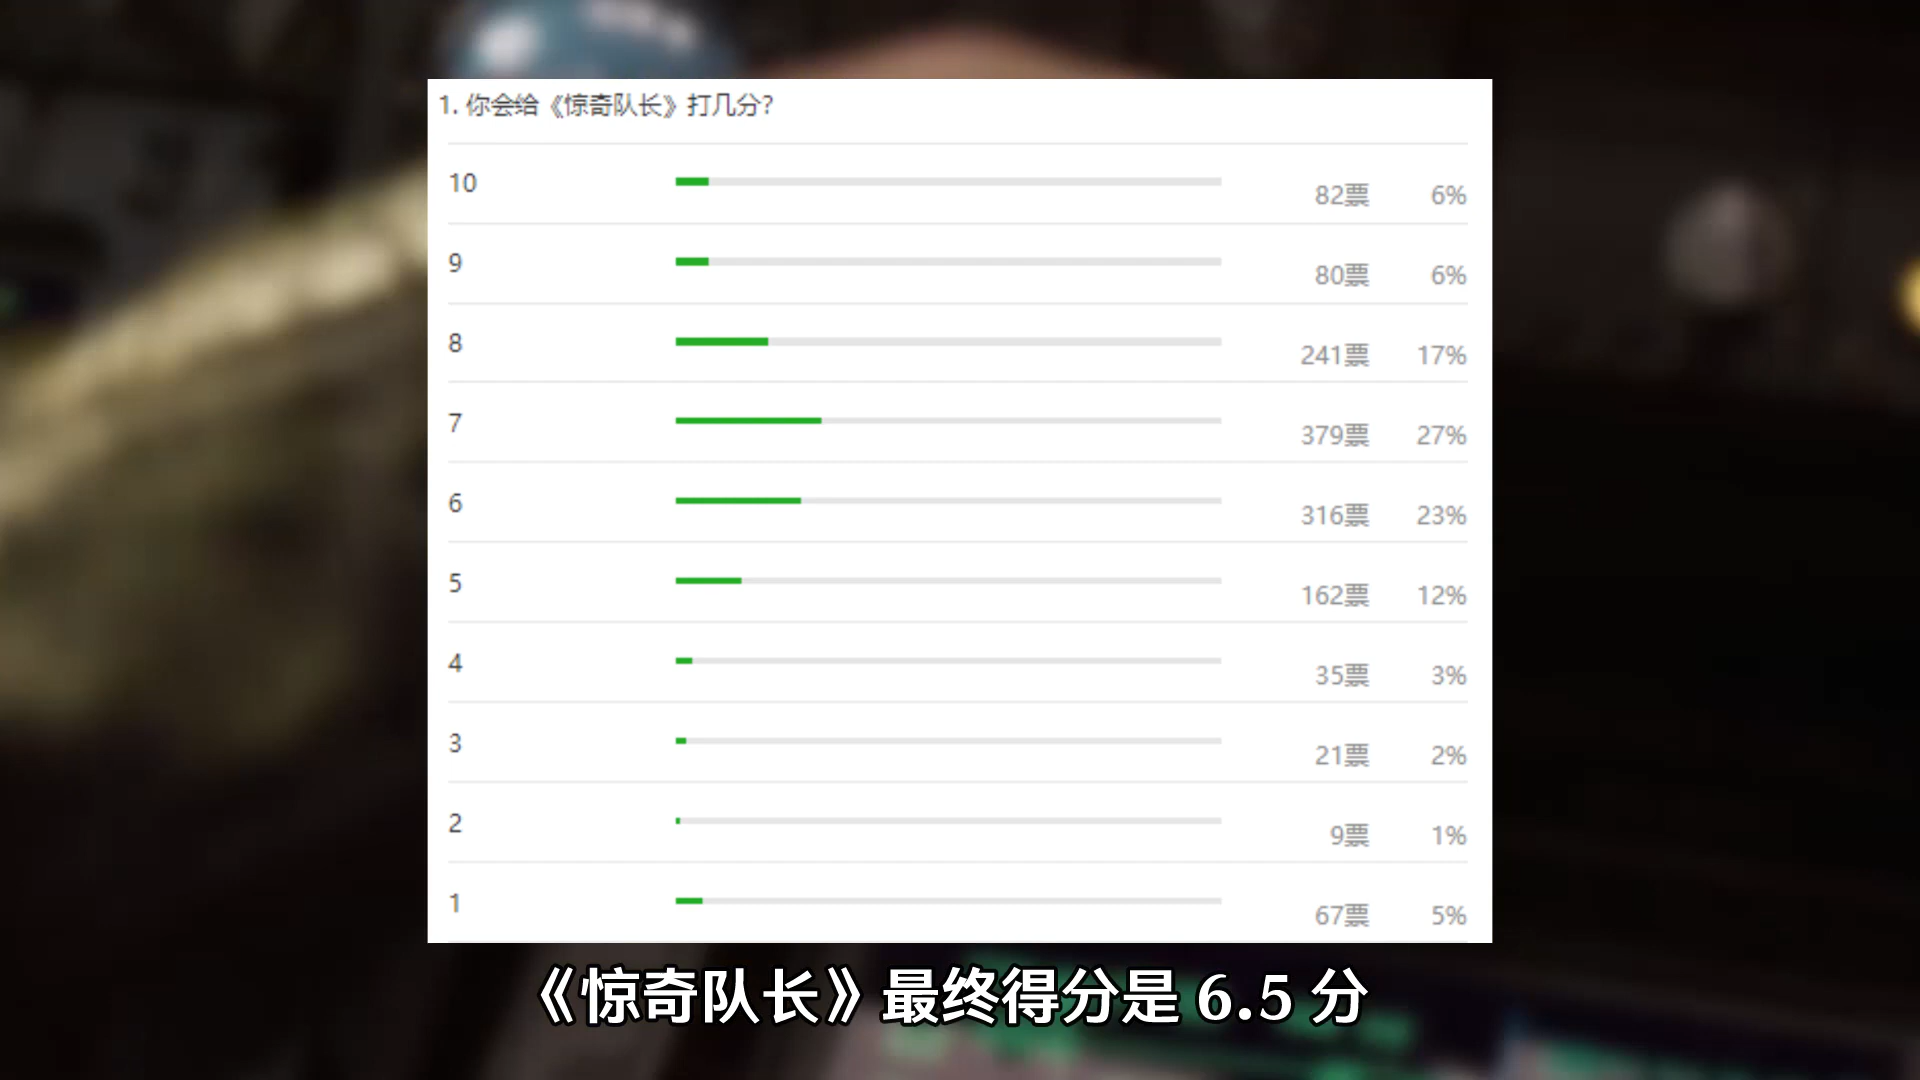 1. 你会给《惊奇队长》打几分?
10 82票 6%
9 80票 6%
8 241票 17%
7 379票 27%
6 316票 23%
5 162票 12%
4 35票 3%
3 21票 2%
2 9票 1%
1 67票 5%
《惊奇队长》最终得分是 6.5 分